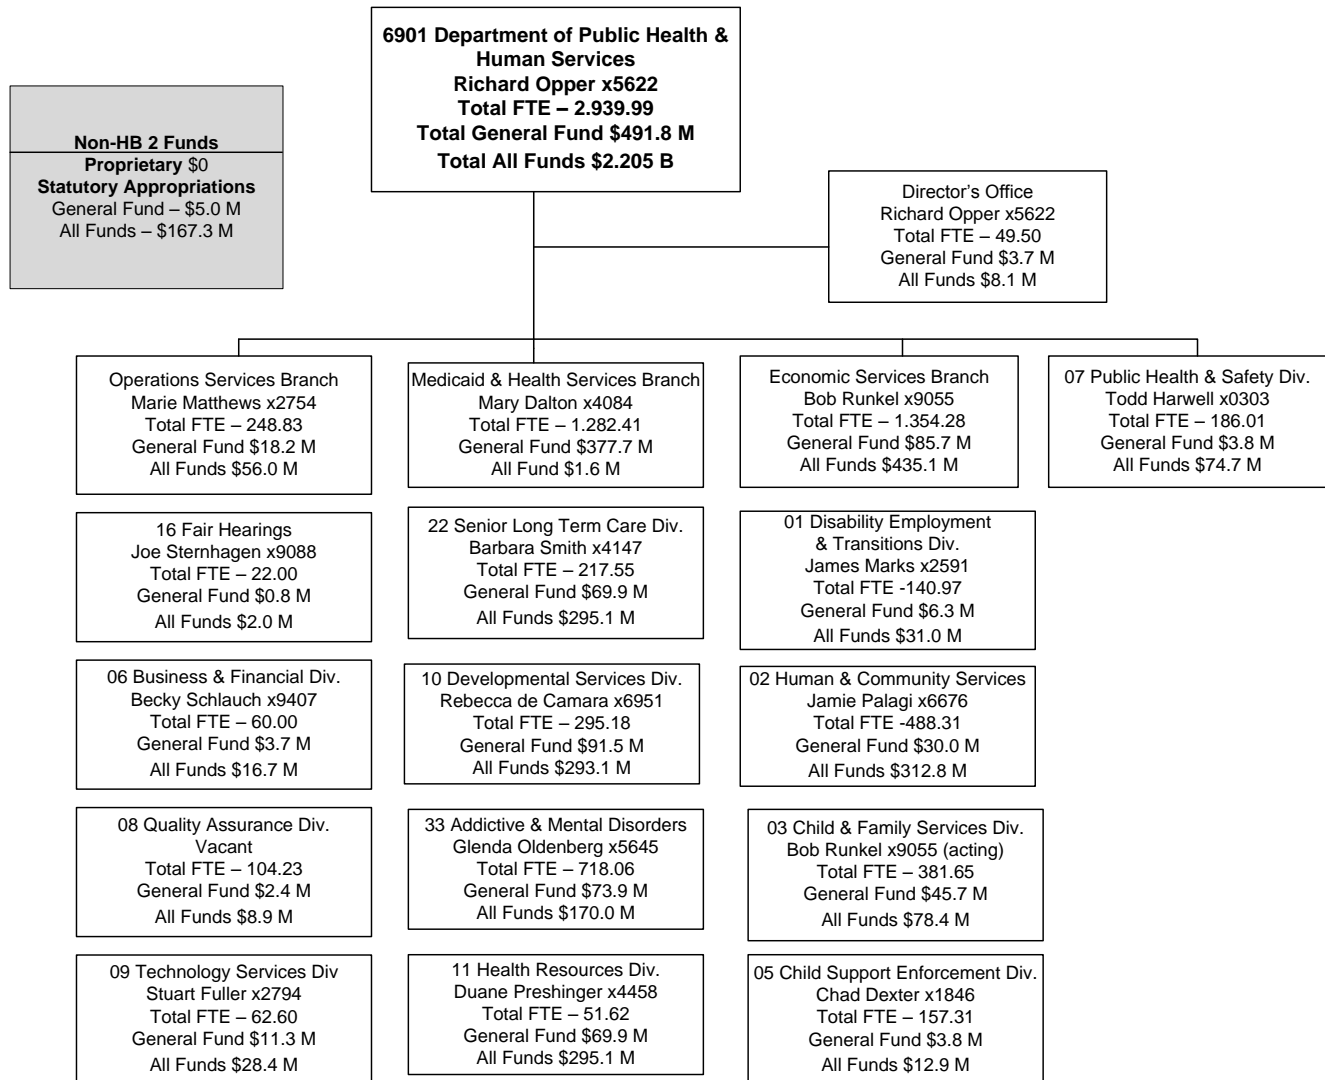 6901 Department of Public Health &
Human Services
Richard Opper x5622
Total FTE – 2.939.99
Total General Fund $491.8 M
Total All Funds $2.205 B
Non-HB 2 Funds
Proprietary $0
Statutory Appropriations
General Fund – $5.0 M
All Funds – $167.3 M
Director's Office
Richard Opper x5622
Total FTE – 49.50
General Fund $3.7 M
All Funds $8.1 M
Operations Services Branch
Marie Matthews x2754
Total FTE – 248.83
General Fund $18.2 M
All Funds $56.0 M
Medicaid & Health Services Branch
Mary Dalton x4084
Total FTE – 1.282.41
General Fund $377.7 M
All Fund $1.6 M
Economic Services Branch
Bob Runkel x9055
Total FTE – 1.354.28
General Fund $85.7 M
All Funds $435.1 M
07 Public Health & Safety Div.
Todd Harwell x0303
Total FTE – 186.01
General Fund $3.8 M
All Funds $74.7 M
16 Fair Hearings
Joe Sternhagen x9088
Total FTE – 22.00
General Fund $0.8 M
All Funds $2.0 M
22 Senior Long Term Care Div.
Barbara Smith x4147
Total FTE – 217.55
General Fund $69.9 M
All Funds $295.1 M
01 Disability Employment
& Transitions Div.
James Marks x2591
Total FTE -140.97
General Fund $6.3 M
All Funds $31.0 M
06 Business & Financial Div.
Becky Schlauch x9407
Total FTE – 60.00
General Fund $3.7 M
All Funds $16.7 M
10 Developmental Services Div.
Rebecca de Camara x6951
Total FTE – 295.18
General Fund $91.5 M
All Funds $293.1 M
02 Human & Community Services
Jamie Palagi x6676
Total FTE -488.31
General Fund $30.0 M
All Funds $312.8 M
08 Quality Assurance Div.
Vacant
Total FTE – 104.23
General Fund $2.4 M
All Funds $8.9 M
33 Addictive & Mental Disorders
Glenda Oldenberg x5645
Total FTE – 718.06
General Fund $73.9 M
All Funds $170.0 M
03 Child & Family Services Div.
Bob Runkel x9055 (acting)
Total FTE – 381.65
General Fund $45.7 M
All Funds $78.4 M
09 Technology Services Div
Stuart Fuller x2794
Total FTE – 62.60
General Fund $11.3 M
All Funds $28.4 M
11 Health Resources Div.
Duane Preshinger x4458
Total FTE – 51.62
General Fund $69.9 M
All Funds $295.1 M
05 Child Support Enforcement Div.
Chad Dexter x1846
Total FTE – 157.31
General Fund $3.8 M
All Funds $12.9 M